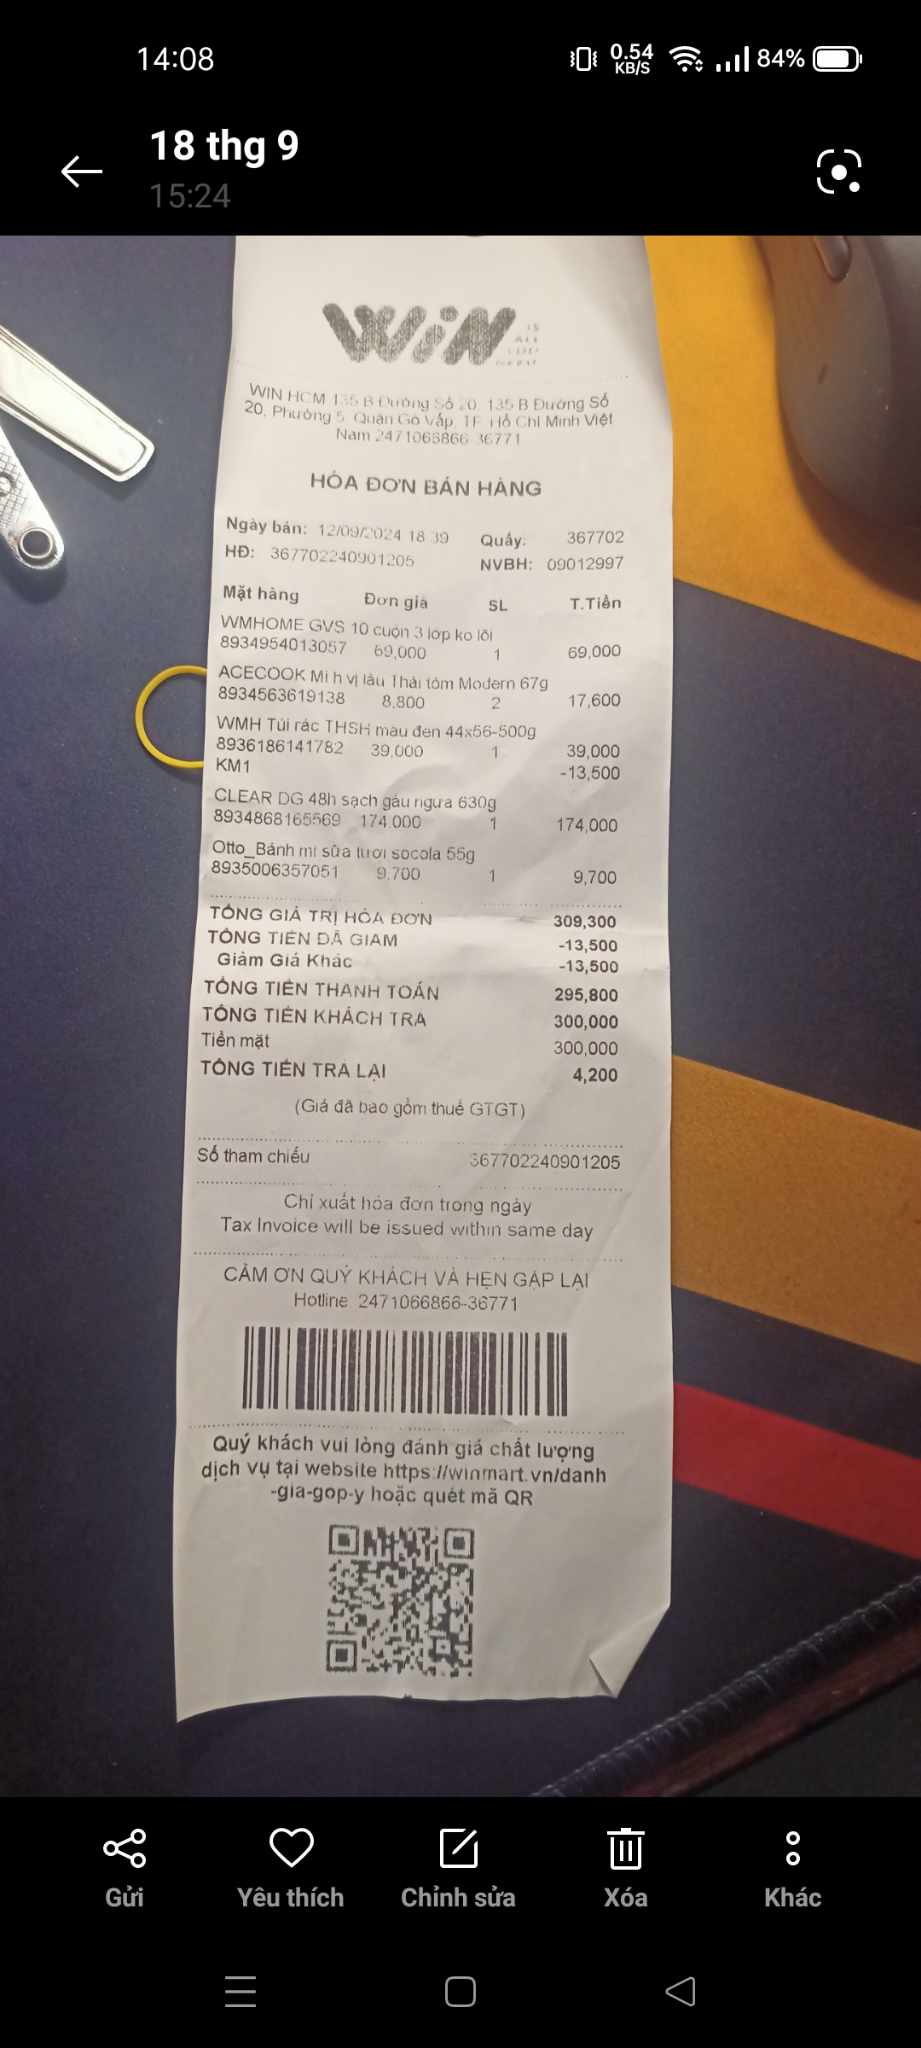 14:08
0.54 KB/S
84%
18 thg 9
15:24
WiN
WIN HCM 135 B Đường Số 20, 135 B Đường Số
20, Phường 5, Quận Gò Vấp, TP. Hồ Chí Minh Việt
Nam 2471066866-36771
HÓA ĐƠN BÁN HÀNG
Ngày bán: 12/09/2024 18:39 Quầy: 367702
HĐ: 367702240901205 NVBH: 09012997
Mặt hàng Đơn giá SL T.Tiền
WMHOME GVS 10 cuộn 3 lớp ko lõi
8934954013057 69,000 1 69,000
ACECOOK Mì h vị lẩu Thái tôm Modern 67g
8934563619138 8,800 2 17,600
WMH Túi rác THSH màu đen 44x56-500g
8936186141782 39,000 1 39,000
KM1 -13,500
CLEAR DG 48h sạch gàu ngứa 630g
8934868165569 174,000 1 174,000
Otto_Bánh mì sữa tươi socola 55g
8935006357051 9,700 1 9,700
TỔNG GIÁ TRỊ HÓA ĐƠN 309,300
TỔNG TIỀN ĐÃ GIẢM -13,500
Giảm Giá Khác -13,500
TỔNG TIỀN THANH TOÁN 295,800
TỔNG TIỀN KHÁCH TRẢ 300,000
Tiền mặt 300,000
TỔNG TIỀN TRẢ LẠI 4,200
(Giá đã bao gồm thuế GTGT)
Số tham chiếu 367702240901205
Chỉ xuất hóa đơn trong ngày
Tax Invoice will be issued within same day
CẢM ƠN QUÝ KHÁCH VÀ HẸN GẶP LẠI
Hotline: 2471066866-36771
Quý khách vui lòng đánh giá chất lượng
dịch vụ tại website https://winmart.vn/danh
-gia-gop-y hoặc quét mã QR
Gửi
Yêu thích
Chỉnh sửa
Xóa
Khác